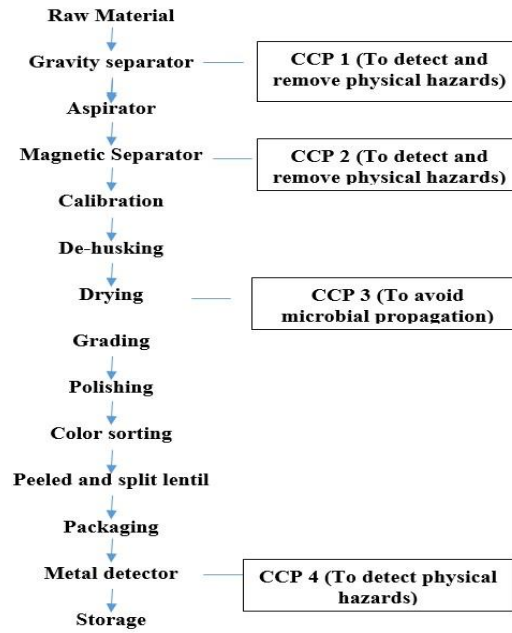 Raw Material
Gravity separator
CCP 1 (To detect and
remove physical hazards)
Aspirator
Magnetic Separator
CCP 2 (To detect and
remove physical hazards)
Calibration
De-husking
Drying
CCP 3 (To avoid
microbial propagation)
Grading
Polishing
Color sorting
Peeled and split lentil
Packaging
Metal detector
CCP 4 (To detect physical
hazards)
Storage